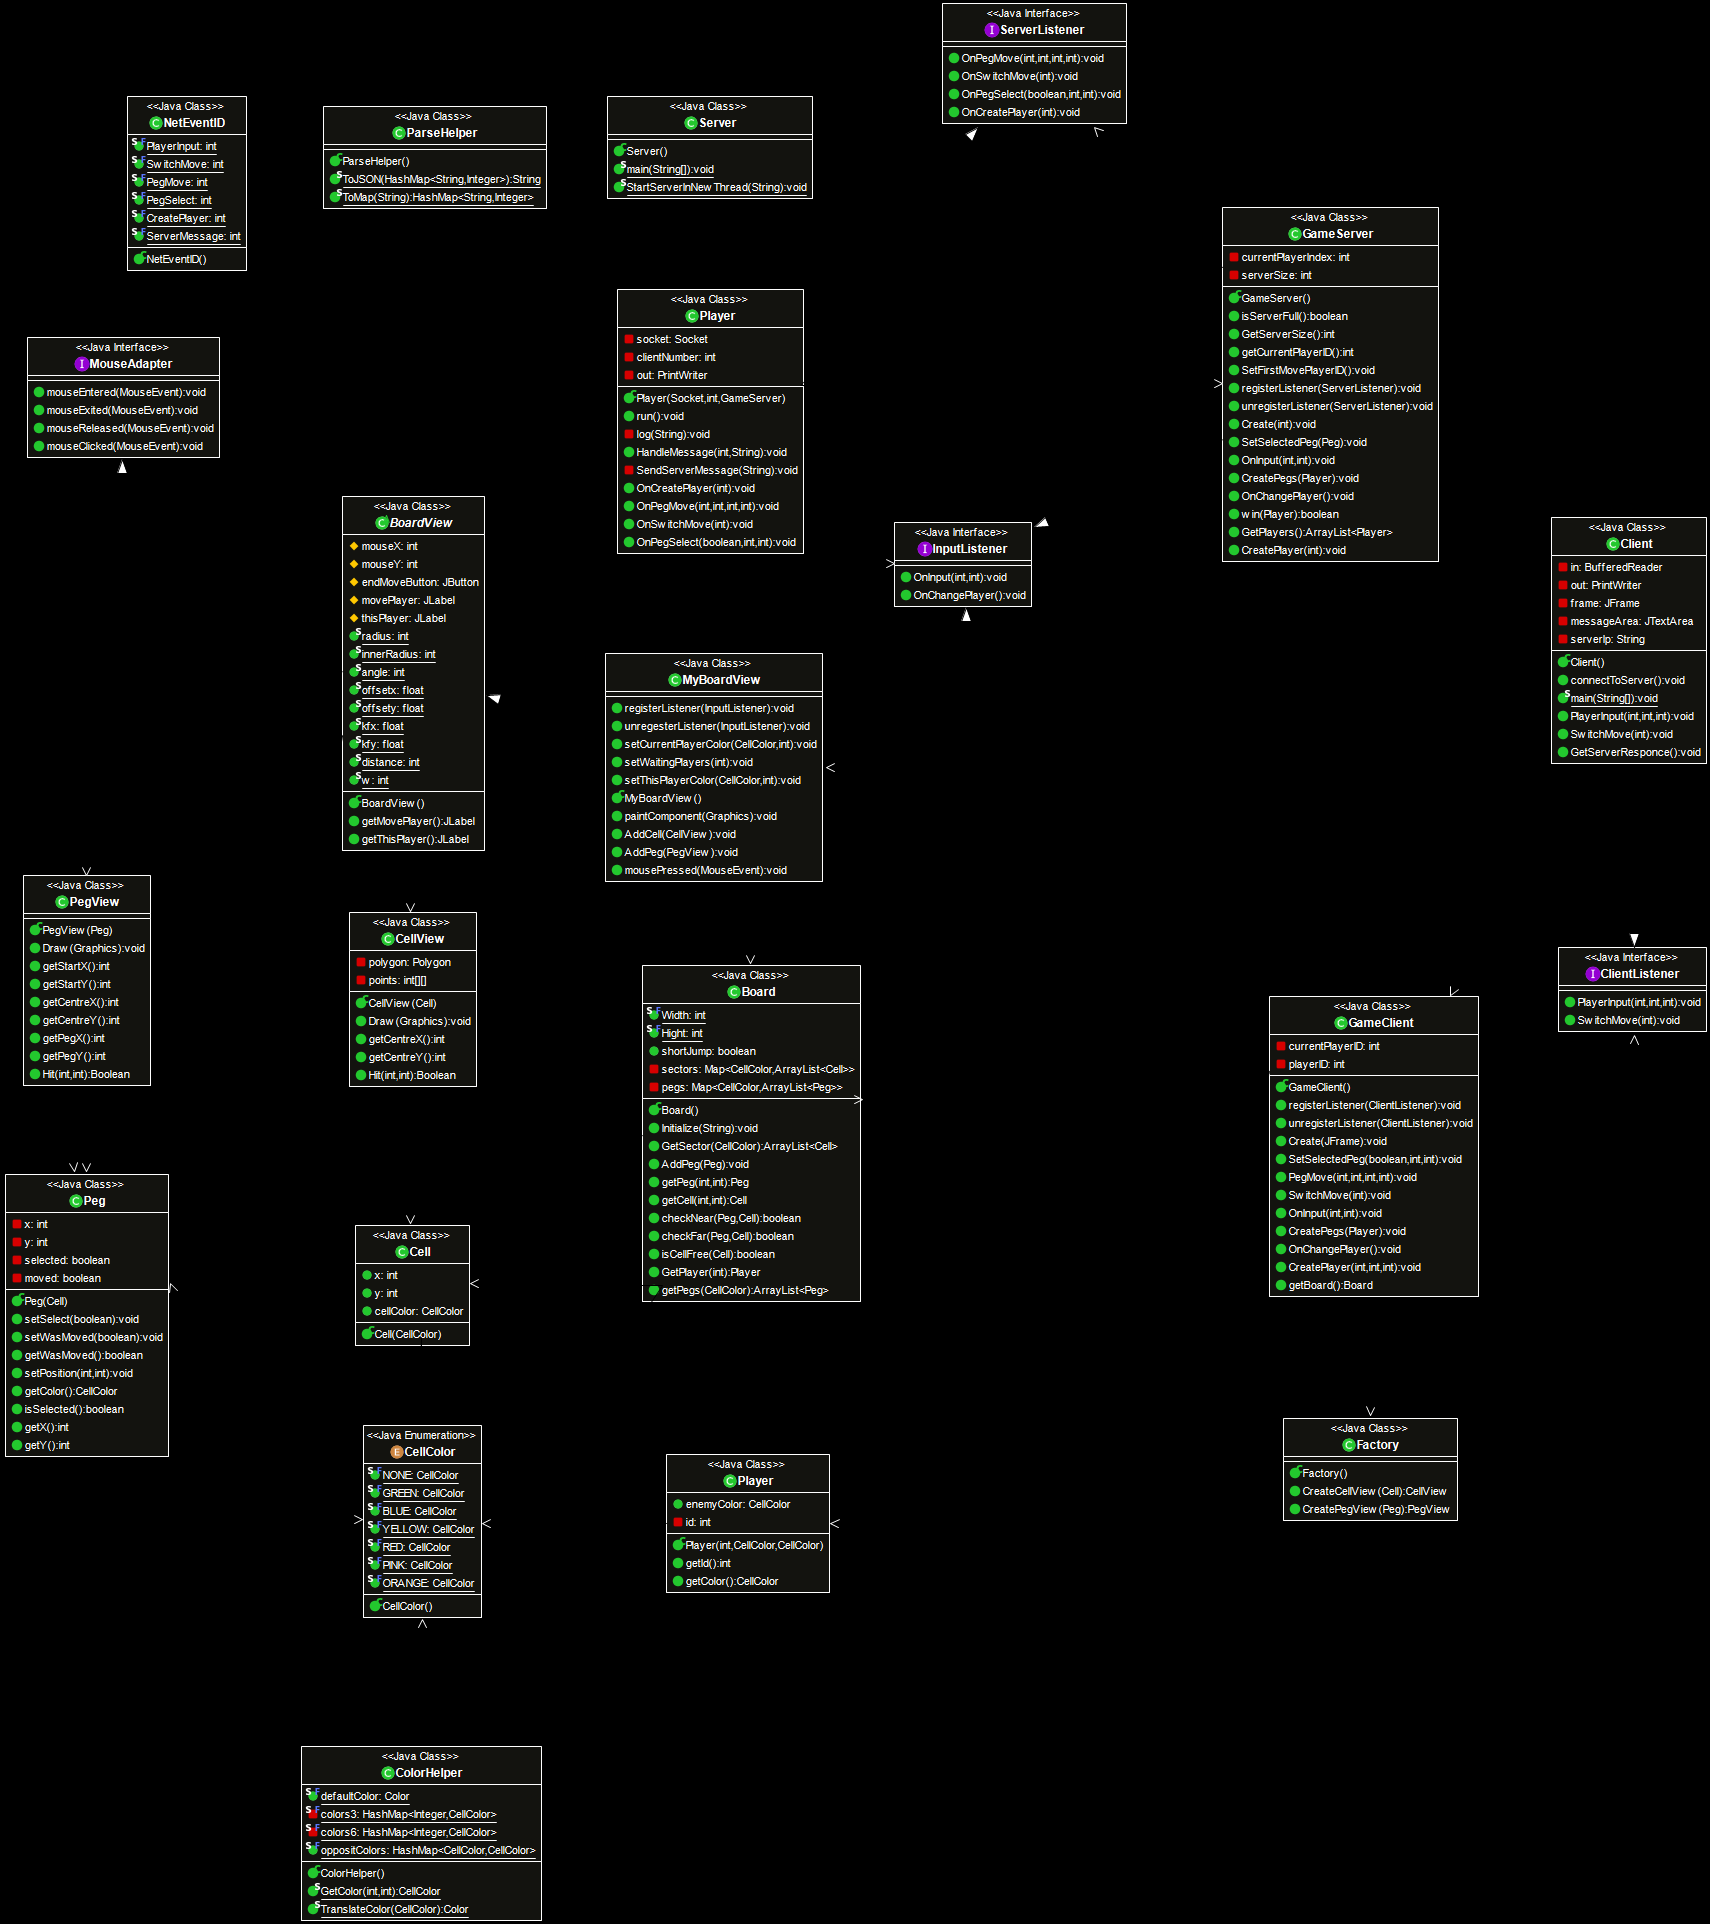 <<Java Interface>>
ServerListener
OnPegMove(int,int,int,int):void
OnSwitchMove(int):void
OnPegSelect(boolean,int,int):void
OnCreatePlayer(int):void
<<Java Class>>
NetEventID
PlayerInput: int
SwitchMove: int
PegMove: int
PegSelect: int
CreatePlayer: int
ServerMessage: int
NetEventID()
<<Java Class>>
ParseHelper
ParseHelper()
ToJSON(HashMap<String,Integer>):String
ToMap(String):HashMap<String,Integer>
<<Java Class>>
Server
Server()
main(String[]):void
StartServerInNewThread(String):void
<<Java Class>>
GameServer
currentPlayerIndex: int
serverSize: int
GameServer()
isServerFull():boolean
GetServerSize():int
getCurrentPlayerID():int
SetFirstMovePlayerID():void
registerListener(ServerListener):void
unregisterListener(ServerListener):void
Create(int):void
SetSelectedPeg(Peg):void
OnInput(int,int):void
CreatePegs(Player):void
OnChangePlayer():void
win(Player):boolean
GetPlayers():ArrayList<Player>
CreatePlayer(int):void
<<Java Class>>
Player
socket: Socket
clientNumber: int
out: PrintWriter
Player(Socket,int,GameServer)
run():void
log(String):void
HandleMessage(int,String):void
SendServerMessage(String):void
OnCreatePlayer(int):void
OnPegMove(int,int,int,int):void
OnSwitchMove(int):void
OnPegSelect(boolean,int,int):void
<<Java Interface>>
MouseAdapter
mouseEntered(MouseEvent):void
mouseExited(MouseEvent):void
mouseReleased(MouseEvent):void
mouseClicked(MouseEvent):void
<<Java Class>>
BoardView
mouseX: int
mouseY: int
endMoveButton: JButton
movePlayer: JLabel
thisPlayer: JLabel
radius: int
innerRadius: int
angle: int
offsetx: float
offsety: float
kfx: float
kfy: float
distance: int
w: int
BoardView()
getMovePlayer():JLabel
getThisPlayer():JLabel
<<Java Interface>>
InputListener
OnInput(int,int):void
OnChangePlayer():void
<<Java Class>>
Client
in: BufferedReader
out: PrintWriter
frame: JFrame
messageArea: JTextArea
serverIp: String
Client()
connectToServer():void
main(String[]):void
PlayerInput(int,int,int):void
SwitchMove(int):void
GetServerResponce():void
<<Java Class>>
MyBoardView
registerListener(InputListener):void
unregesterListener(InputListener):void
setCurrentPlayerColor(CellColor,int):void
setWaitingPlayers(int):void
setThisPlayerColor(CellColor,int):void
MyBoardView()
paintComponent(Graphics):void
AddCell(CellView):void
AddPeg(PegView):void
mousePressed(MouseEvent):void
<<Java Class>>
PegView
PegView(Peg)
Draw(Graphics):void
getStartX():int
getStartY():int
getCentreX():int
getCentreY():int
getPegX():int
getPegY():int
Hit(int,int):Boolean
<<Java Class>>
CellView
polygon: Polygon
points: int[][]
CellView(Cell)
Draw(Graphics):void
getCentreX():int
getCentreY():int
Hit(int,int):Boolean
<<Java Class>>
Board
Width: int
Hight: int
shortJump: boolean
sectors: Map<CellColor,ArrayList<Cell>>
pegs: Map<CellColor,ArrayList<Peg>>
Board()
Initialize(String):void
GetSector(CellColor):ArrayList<Cell>
AddPeg(Peg):void
getPeg(int,int):Peg
getCell(int,int):Cell
checkNear(Peg,Cell):boolean
checkFar(Peg,Cell):boolean
isCellFree(Cell):boolean
GetPlayer(int):Player
getPegs(CellColor):ArrayList<Peg>
<<Java Class>>
GameClient
currentPlayerID: int
playerID: int
GameClient()
registerListener(ClientListener):void
unregisterListener(ClientListener):void
Create(JFrame):void
SetSelectedPeg(boolean,int,int):void
PegMove(int,int,int,int):void
SwitchMove(int):void
OnInput(int,int):void
CreatePegs(Player):void
OnChangePlayer():void
CreatePlayer(int,int,int):void
getBoard():Board
<<Java Interface>>
ClientListener
PlayerInput(int,int,int):void
SwitchMove(int):void
<<Java Class>>
Peg
x: int
y: int
selected: boolean
moved: boolean
Peg(Cell)
setSelect(boolean):void
setWasMoved(boolean):void
getWasMoved():boolean
setPosition(int,int):void
getColor():CellColor
isSelected():boolean
getX():int
getY():int
<<Java Class>>
Cell
x: int
y: int
cellColor: CellColor
Cell(CellColor)
<<Java Enumeration>>
CellColor
NONE: CellColor
GREEN: CellColor
BLUE: CellColor
YELLOW: CellColor
RED: CellColor
PINK: CellColor
ORANGE: CellColor
CellColor()
<<Java Class>>
Player
enemyColor: CellColor
id: int
Player(int,CellColor,CellColor)
getId():int
getColor():CellColor
<<Java Class>>
Factory
Factory()
CreateCellView(Cell):CellView
CreatePegView(Peg):PegView
<<Java Class>>
ColorHelper
defaultColor: Color
colors3: HashMap<Integer,CellColor>
colors6: HashMap<Integer,CellColor>
oppositColors: HashMap<CellColor,CellColor>
ColorHelper()
GetColor(int,int):CellColor
TranslateColor(CellColor):Color